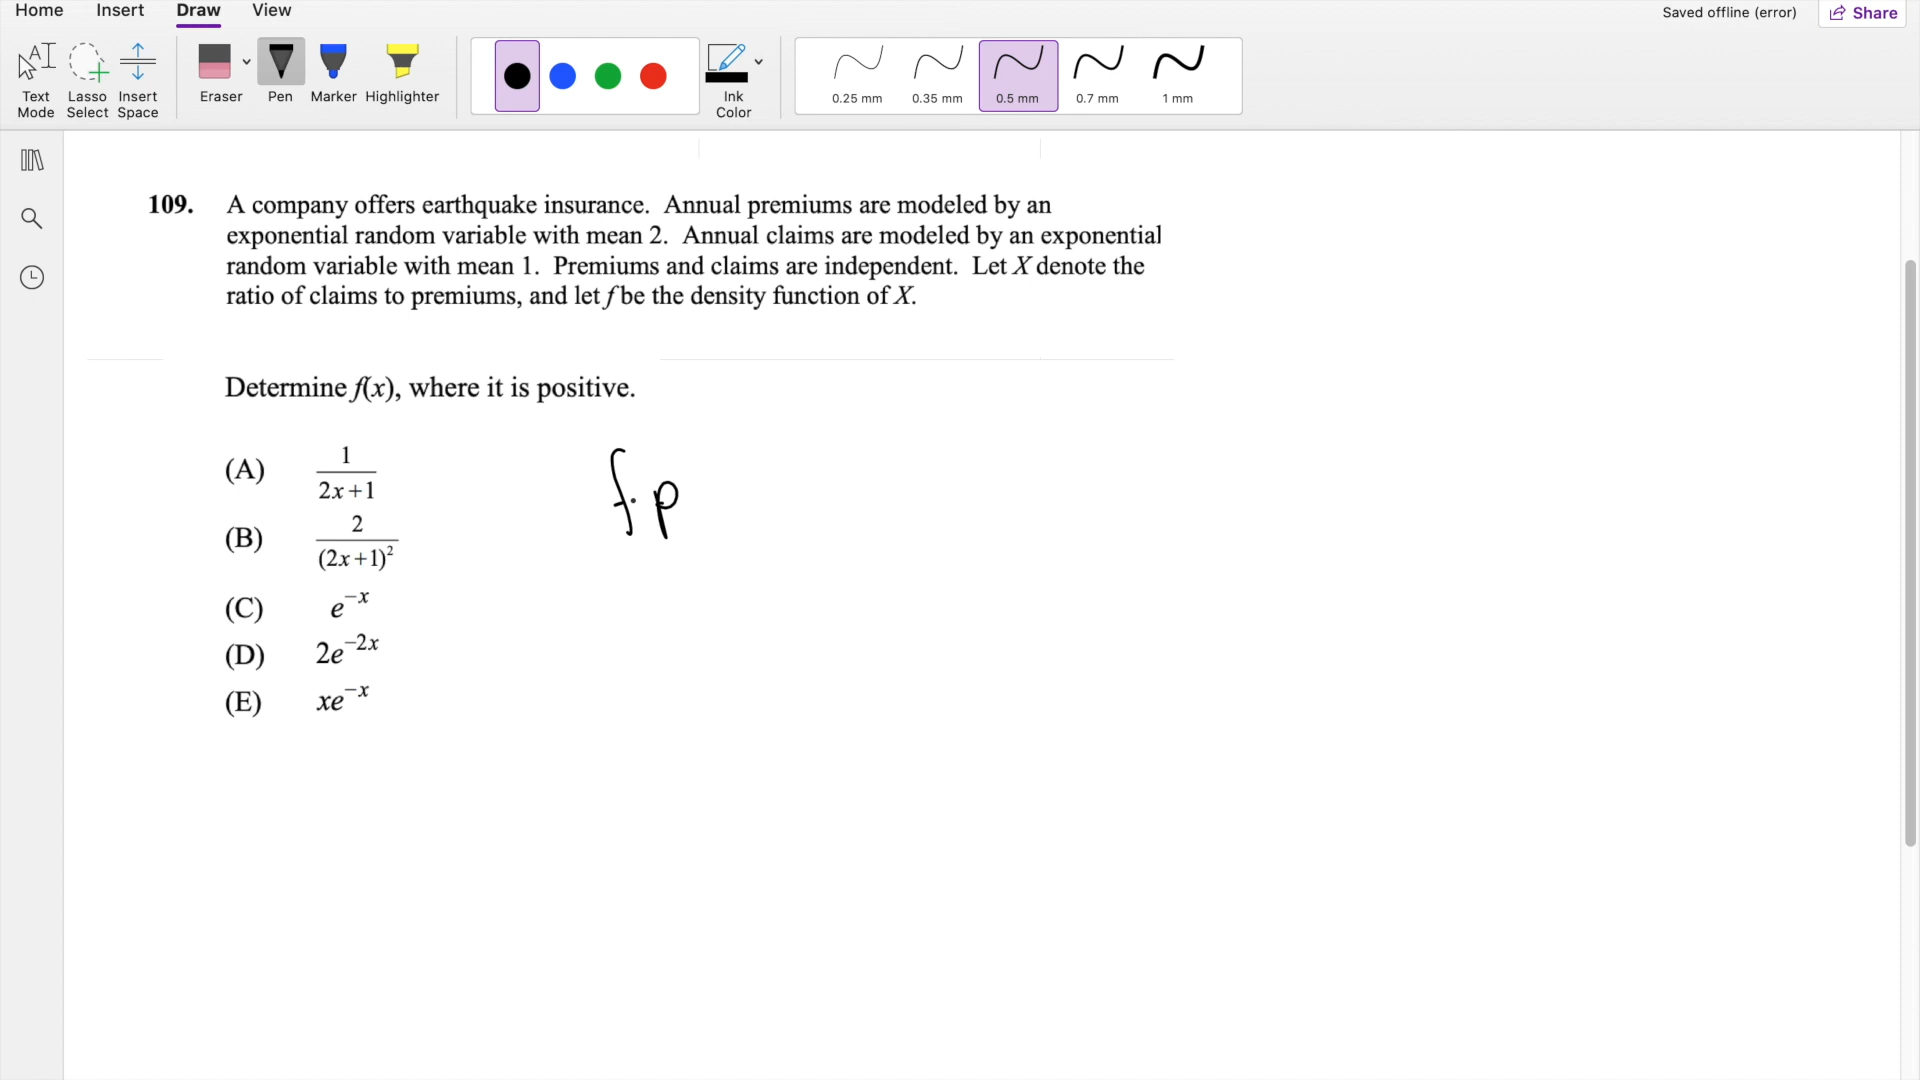 Home Insert Draw View
Saved offline (error) Share
Text Mode
Lasso Select
Insert Space
Eraser
Pen
Marker
Highlighter
Ink Color
0.25 mm
0.35 mm
0.5 mm
0.7 mm
1 mm
109. A company offers earthquake insurance. Annual premiums are modeled by an
exponential random variable with mean 2. Annual claims are modeled by an exponential
random variable with mean 1. Premiums and claims are independent. Let X denote the
ratio of claims to premiums, and let f be the density function of X.
Determine f(x), where it is positive.
(A) 1/(2x+1)
(B) 2/(2x+1)²
(C) e^{-x}
(D) 2e^{-2x}
(E) xe^{-x}
f p